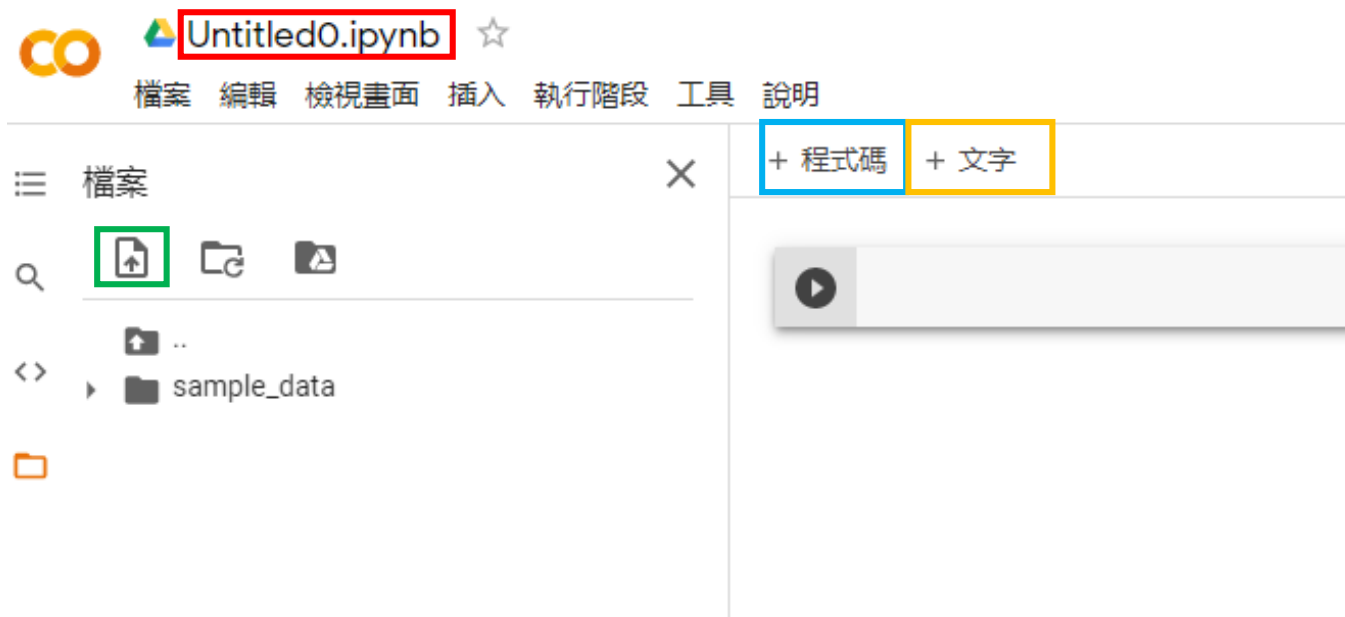 Untitled0.ipynb
檔案 編輯 檢視畫面 插入 執行階段 工具 說明
檔案
+ 程式碼 + 文字
..
sample_data